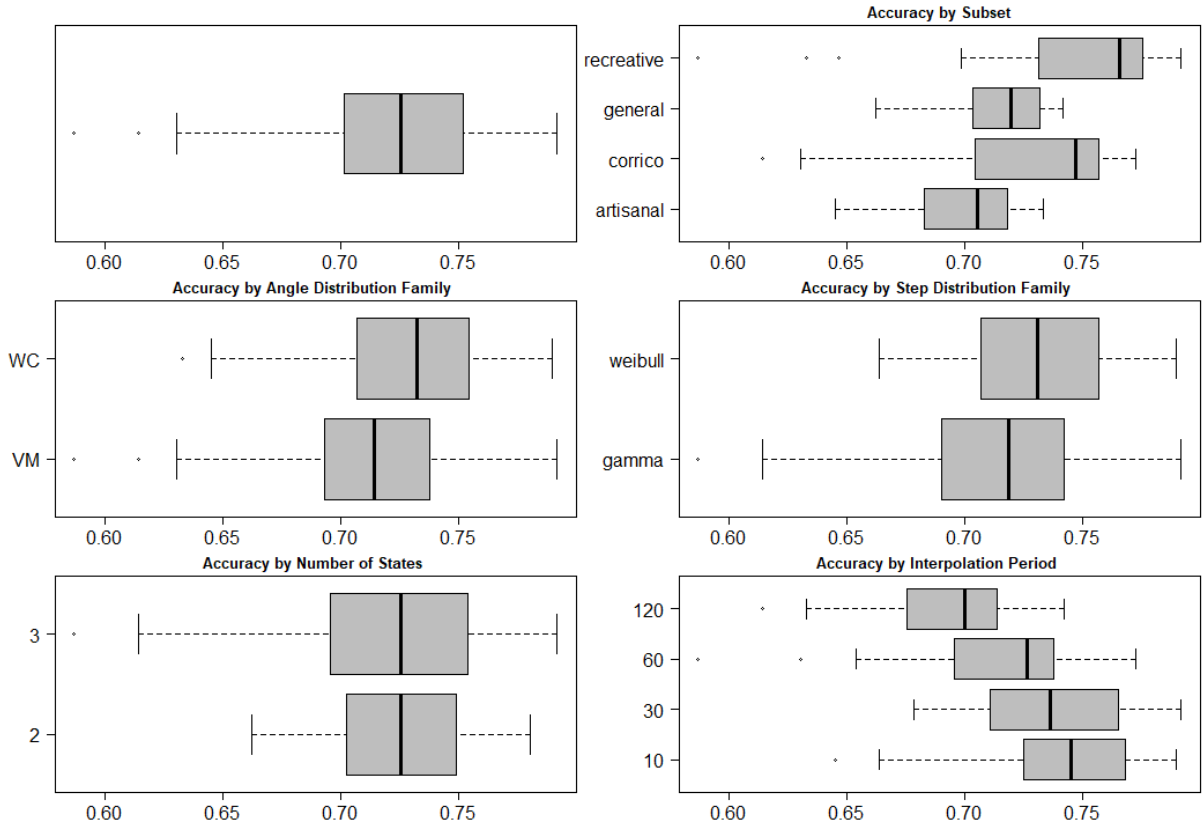 0.60 0.65 0.70 0.75
Accuracy by Subset
recreative
general
corrico
artisanal
0.60 0.65 0.70 0.75
Accuracy by Angle Distribution Family
WC
VM
0.60 0.65 0.70 0.75
Accuracy by Step Distribution Family
weibull
gamma
0.60 0.65 0.70 0.75
Accuracy by Number of States
3
2
0.60 0.65 0.70 0.75
Accuracy by Interpolation Period
120
60
30
10
0.60 0.65 0.70 0.75